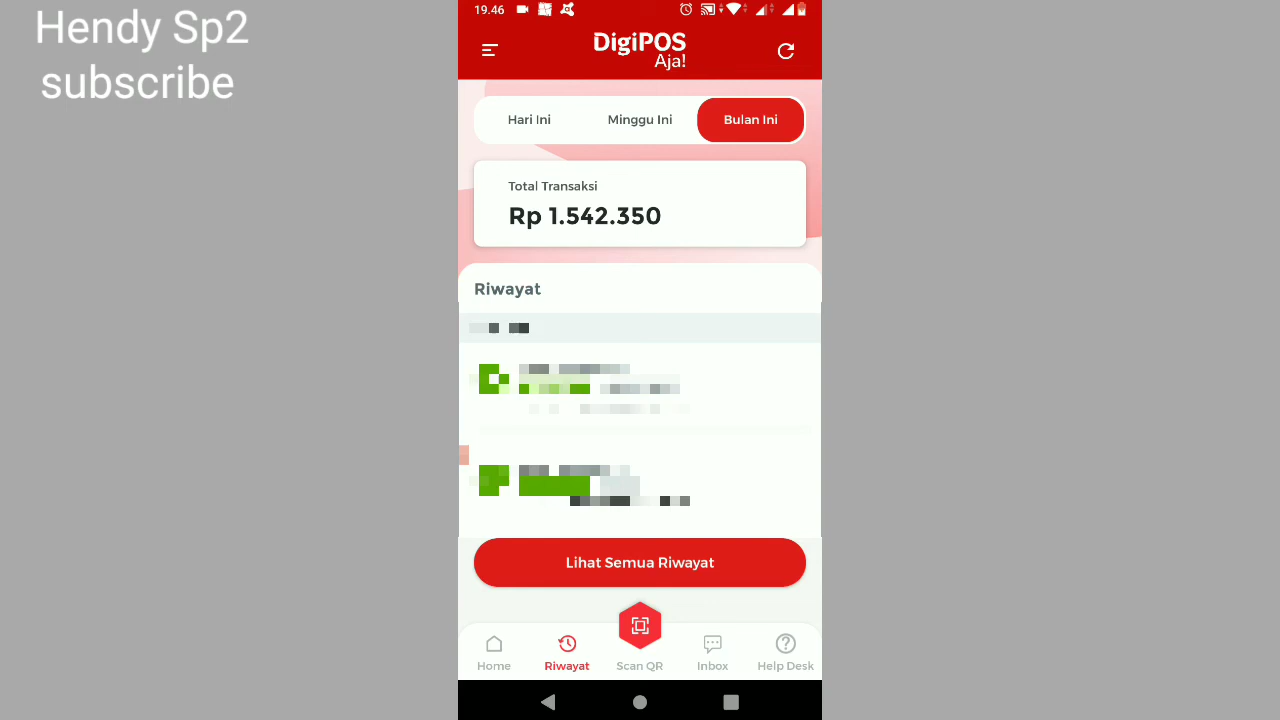 Hendy Sp2
subscribe
19.46
DigiPOS
Aja!
Hari Ini
Minggu Ini
Bulan Ini
Total Transaksi
Rp 1.542.350
Riwayat
Lihat Semua Riwayat
Home
Riwayat
Scan QR
Inbox
Help Desk